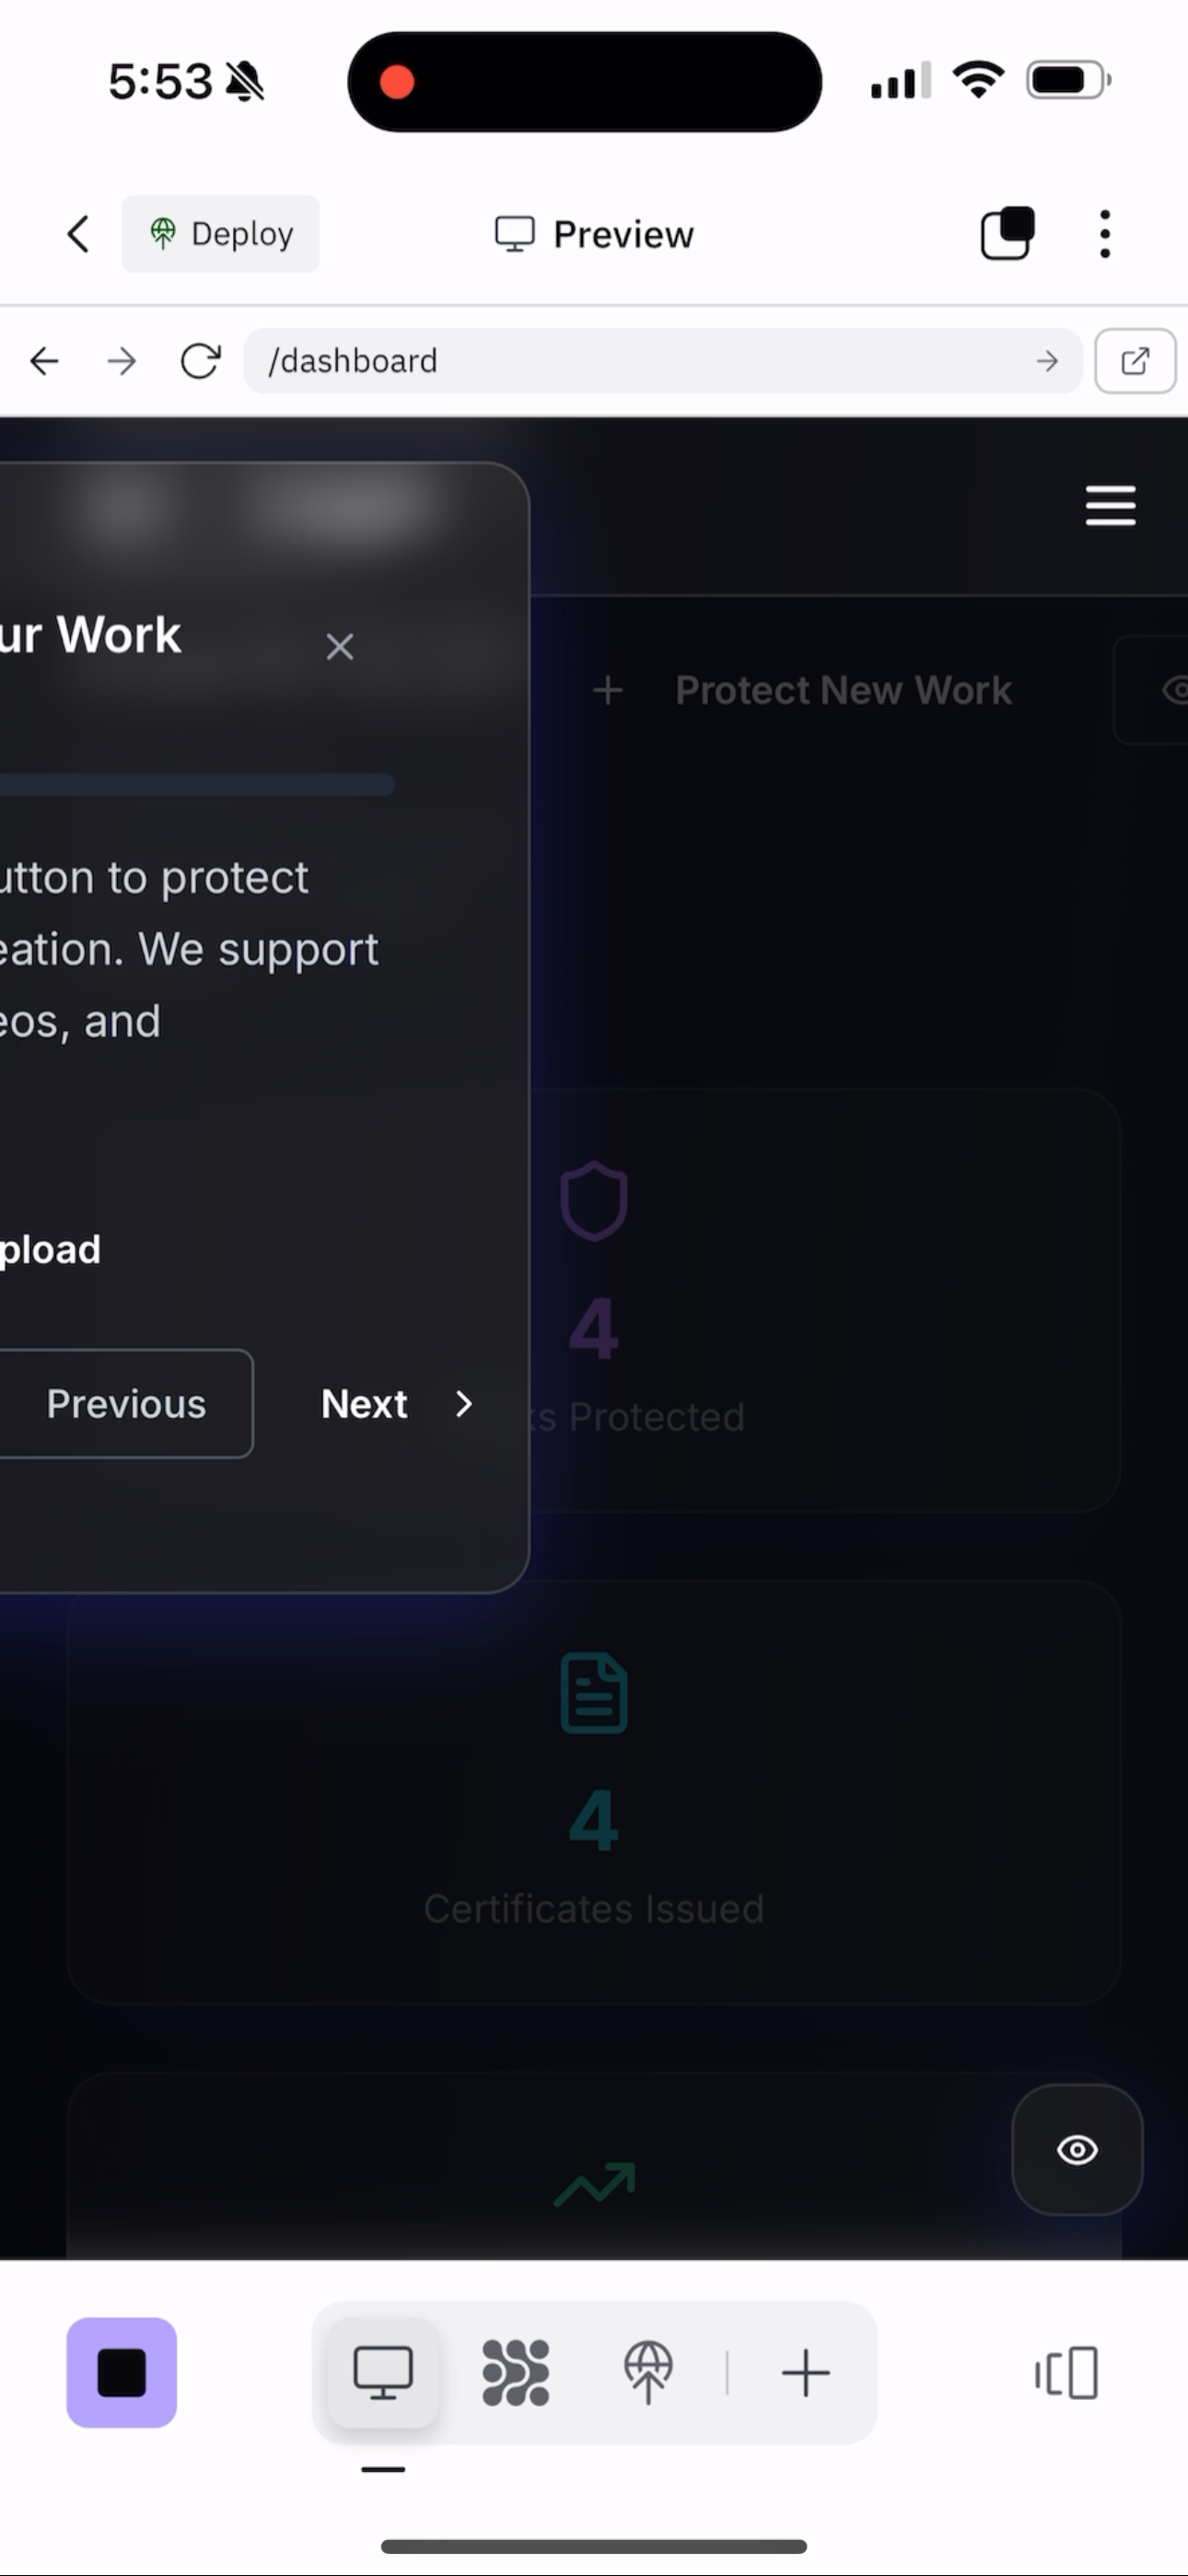 5:53
Deploy
Preview
/dashboard
ur Work
Protect New Work
utton to protect
eation. We support
eos, and
pload
4
Previous
Next
ks Protected
4
Certificates Issued